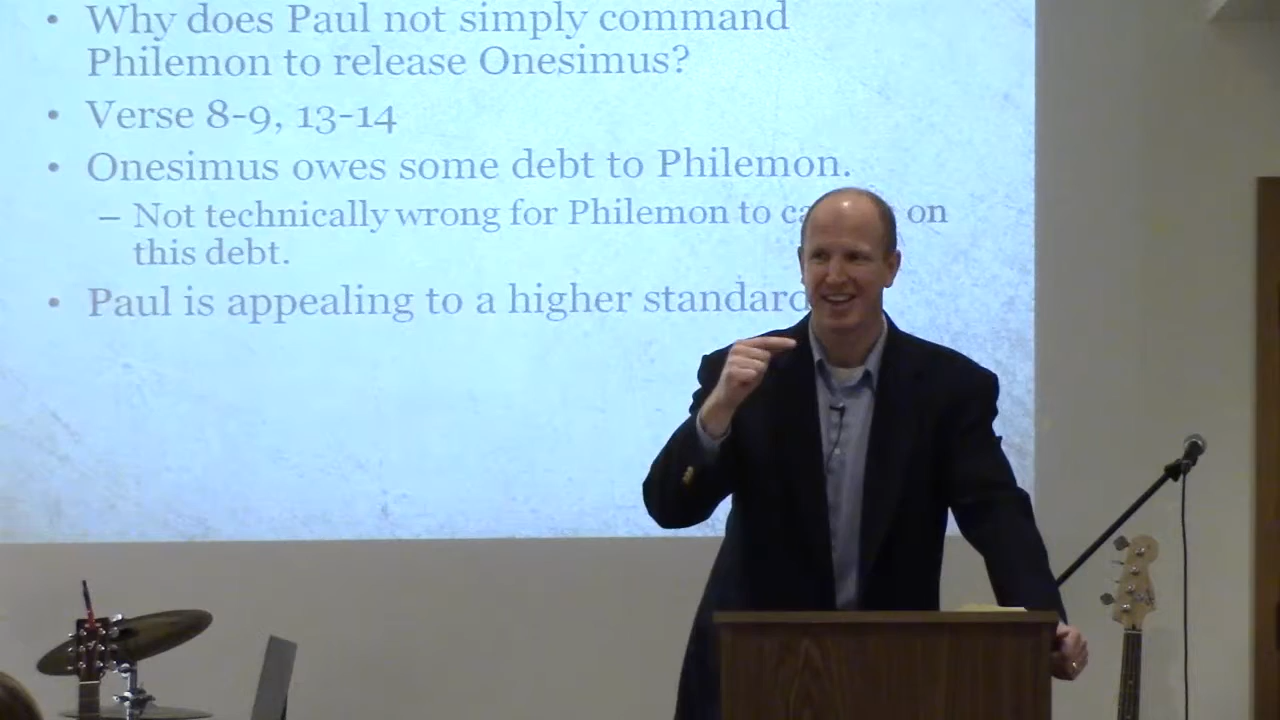 • Why does Paul not simply command
Philemon to release Onesimus?
• Verse 8-9, 13-14
• Onesimus owes some debt to Philemon.
– Not technically wrong for Philemon to on
this debt.
• Paul is appealing to a higher standard